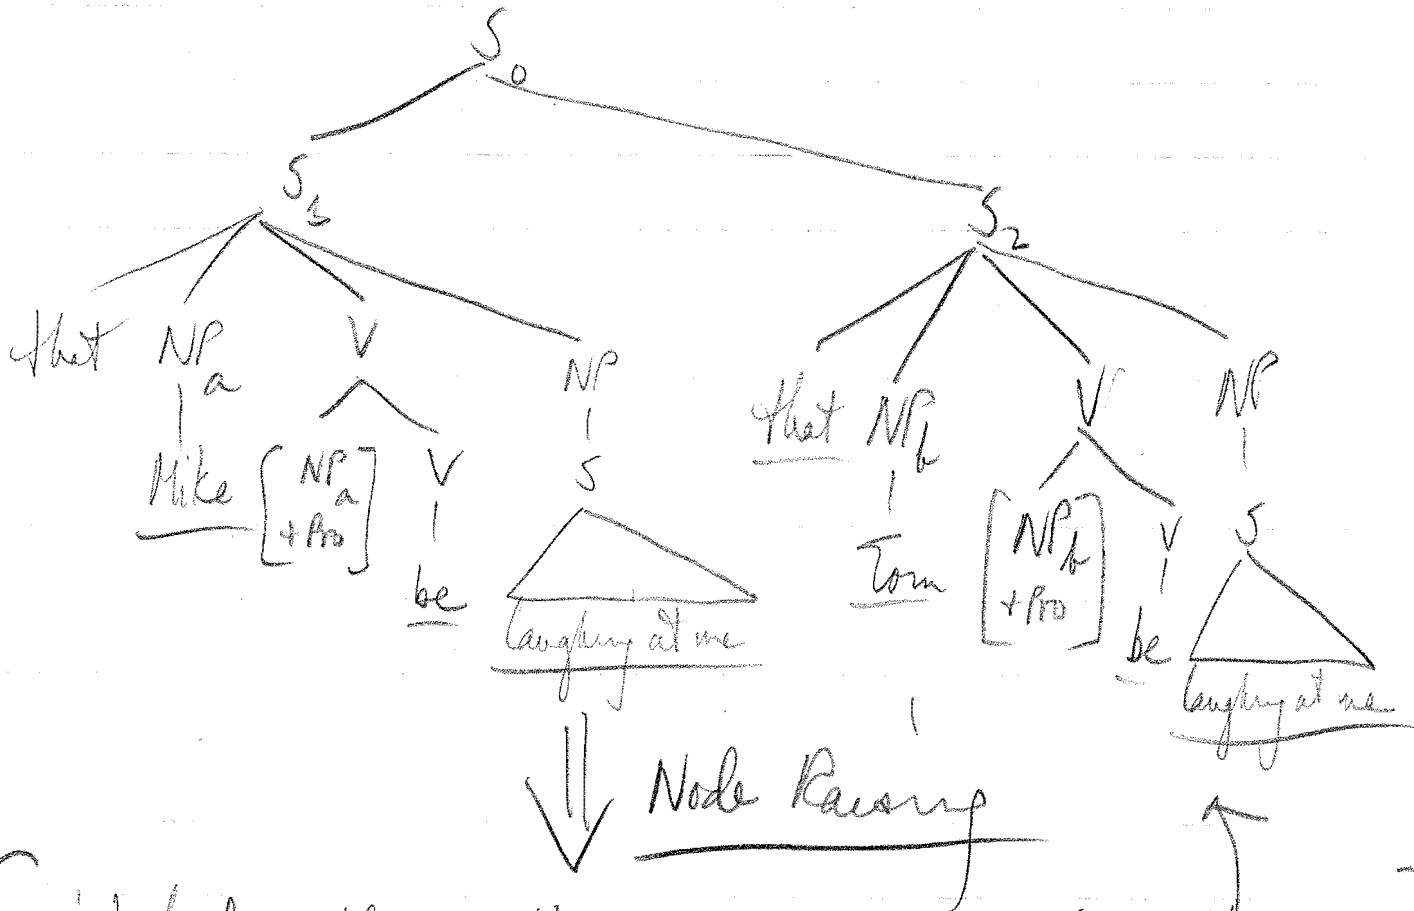 S0
S3
S2
that NPa V NP
that NPb V NP
Mike [NPa +Pro] V S
Tom [NPb +Pro] V S
be
be
laughing at me
laughing at me
Node Raising